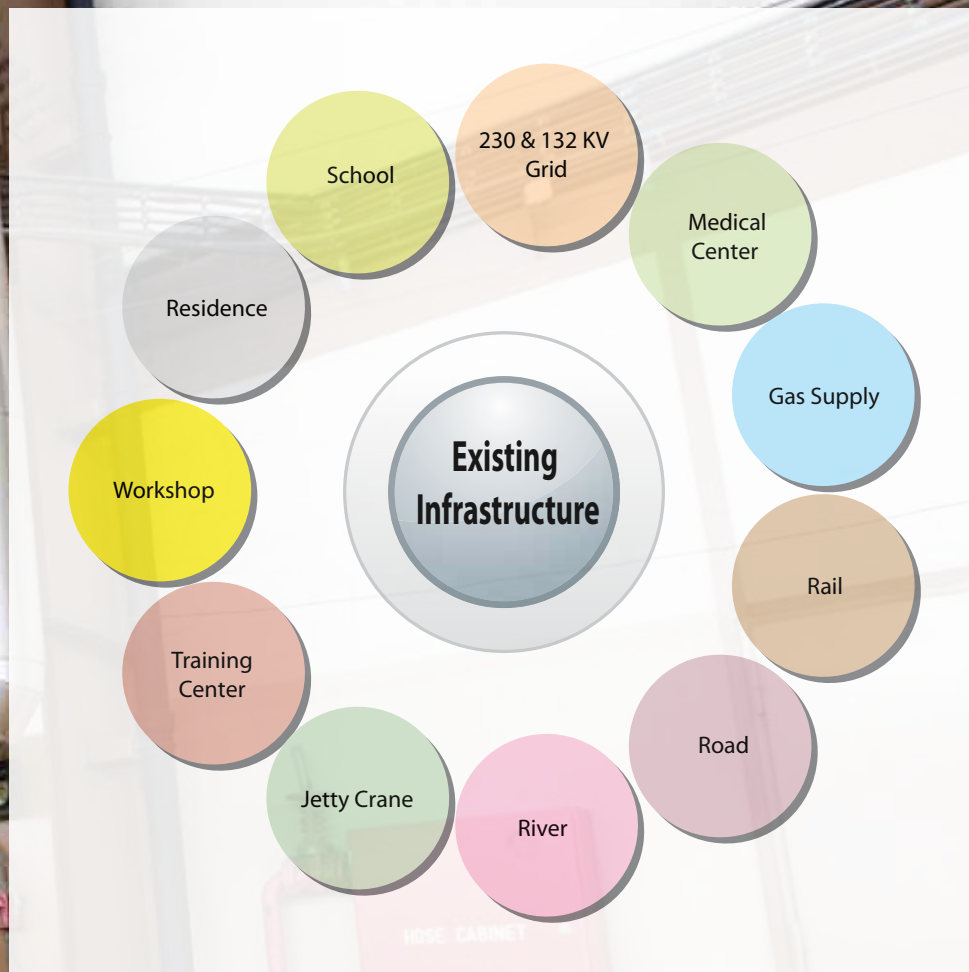 230 & 132 KV
Grid
School
Medical
Center
Residence
Gas Supply
Existing
Infrastructure
Workshop
Rail
Training
Center
Road
Jetty Crane
River
HOSE CABINET